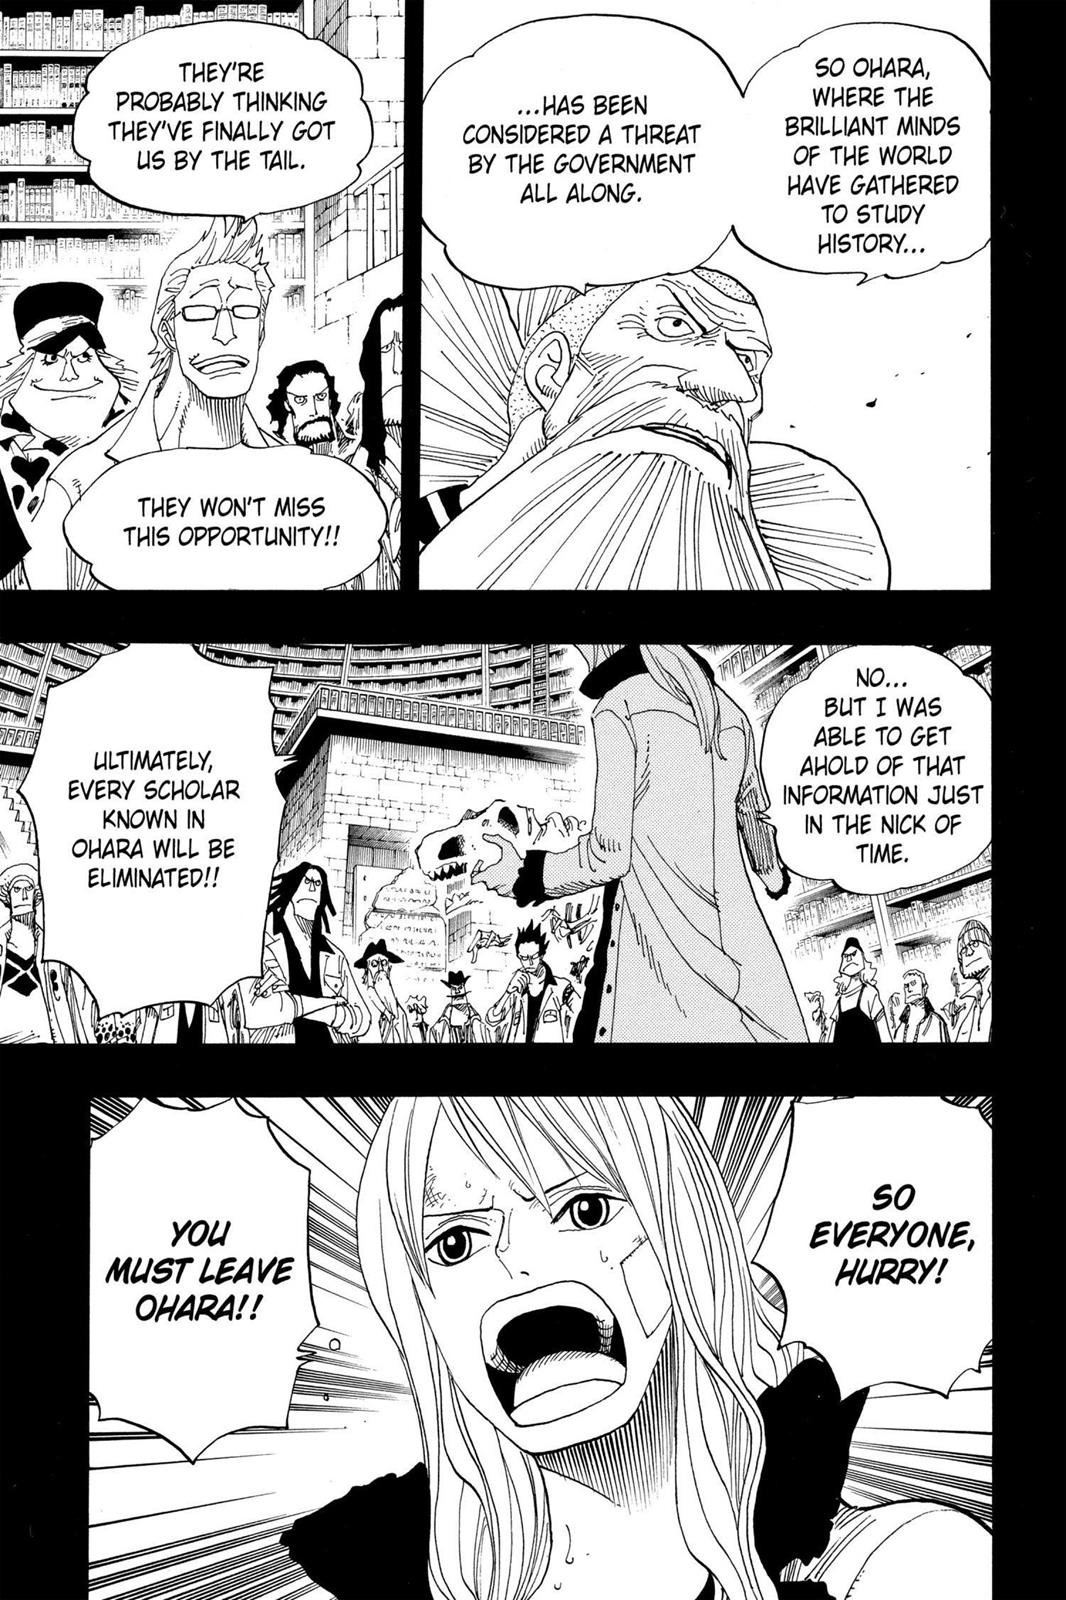 SO OHARA,
WHERE THE
BRILLIANT MINDS
OF THE WORLD
HAVE GATHERED
TO STUDY
HISTORY...
...HAS BEEN
CONSIDERED A THREAT
BY THE GOVERNMENT
ALL ALONG.
THEY'RE
PROBABLY THINKING
THEY'VE FINALLY GOT
US BY THE TAIL.
THEY WON'T MISS
THIS OPPORTUNITY!!
NO...
BUT I WAS
ABLE TO GET
AHOLD OF THAT
INFORMATION JUST
IN THE NICK OF
TIME.
ULTIMATELY,
EVERY SCHOLAR
KNOWN IN
OHARA WILL BE
ELIMINATED!!
SO
EVERYONE,
HURRY!
YOU
MUST LEAVE
OHARA!!